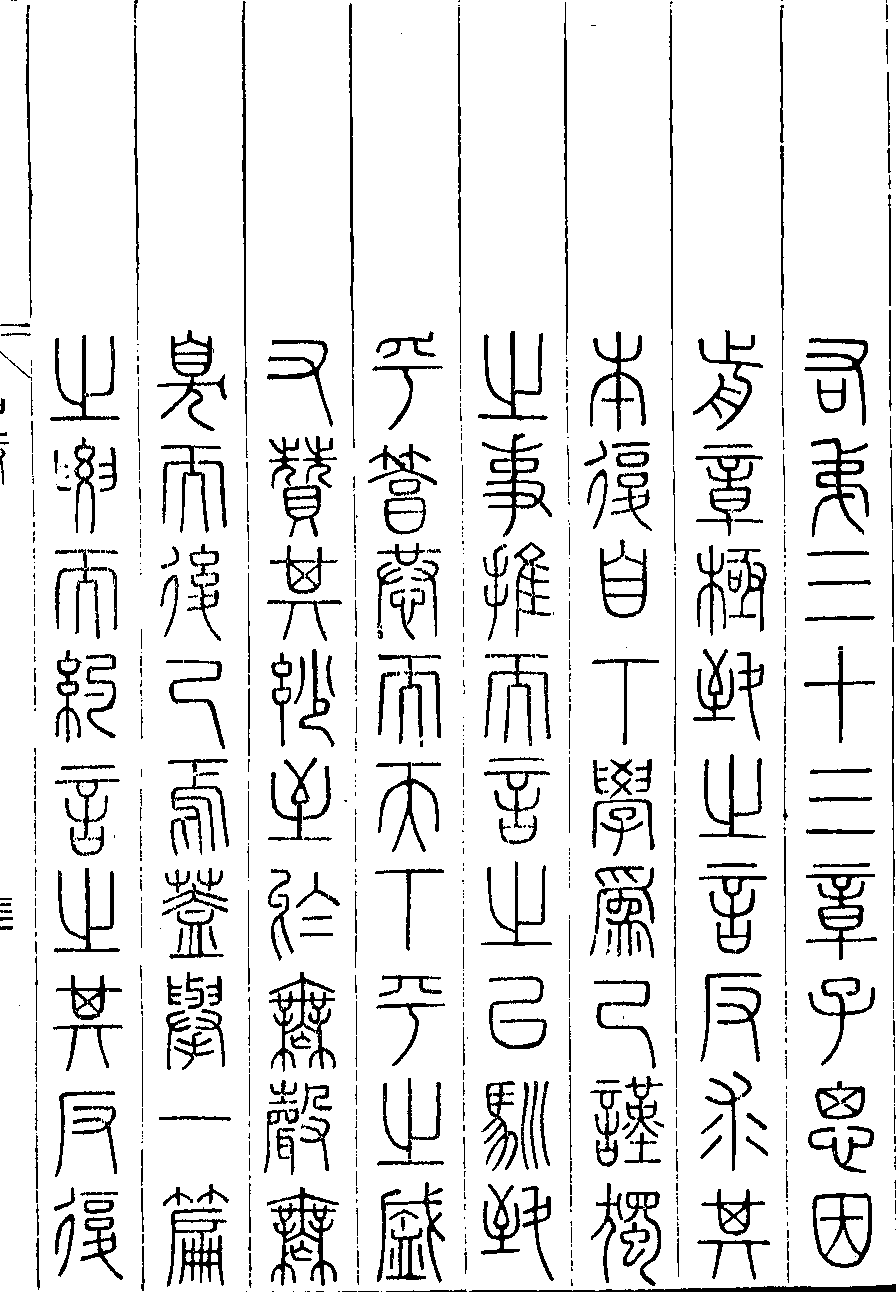 右弟三十三章子思因
前章極致之言反求其
本復自下學爲己謹獨
之事推而言之以馴致
乎篤恭而天下平之盛
又贊其妙至於無聲無
臭而後已焉蓋舉一篇
之要而約言之其反復